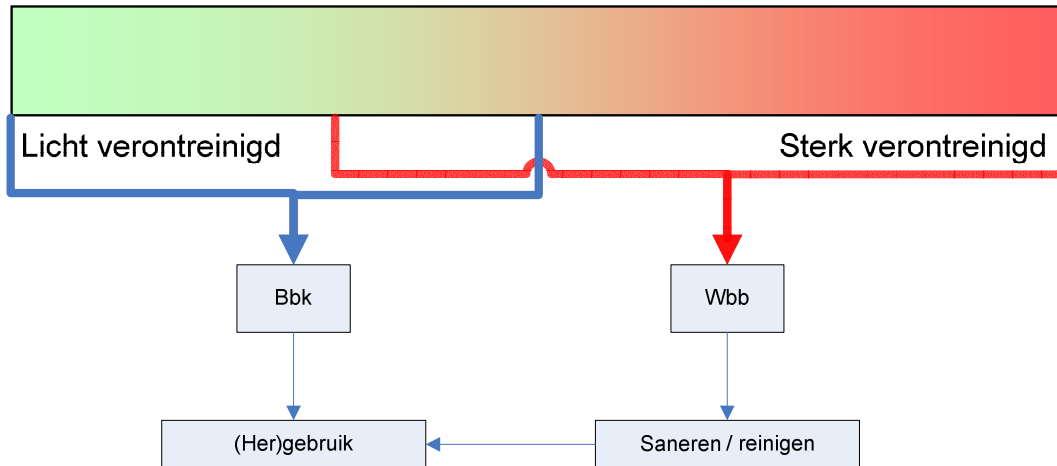 Licht verontreinigd
Sterk verontreinigd
Bbk
Wbb
(Her)gebruik
Saneren / reinigen